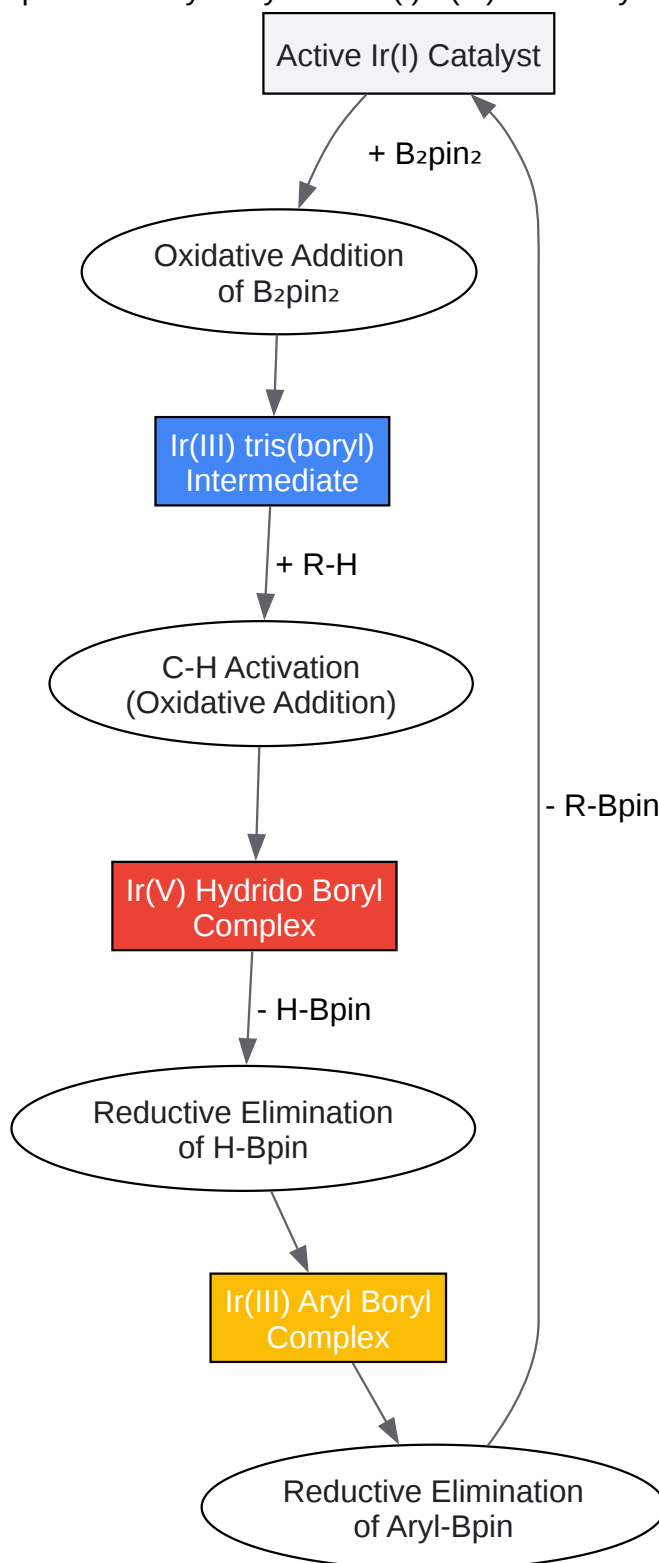 Active Ir(I) Catalyst
+ B₂pin₂
Oxidative Addition
of B₂pin₂
Ir(III) tris(boryl)
Intermediate
+ R-H
C-H Activation
(Oxidative Addition)
- R-Bpin
Ir(V) Hydrido Boryl
Complex
- H-Bpin
Reductive Elimination
of H-Bpin
Ir(III) Aryl Boryl
Complex
Reductive Elimination
of Aryl-Bpin